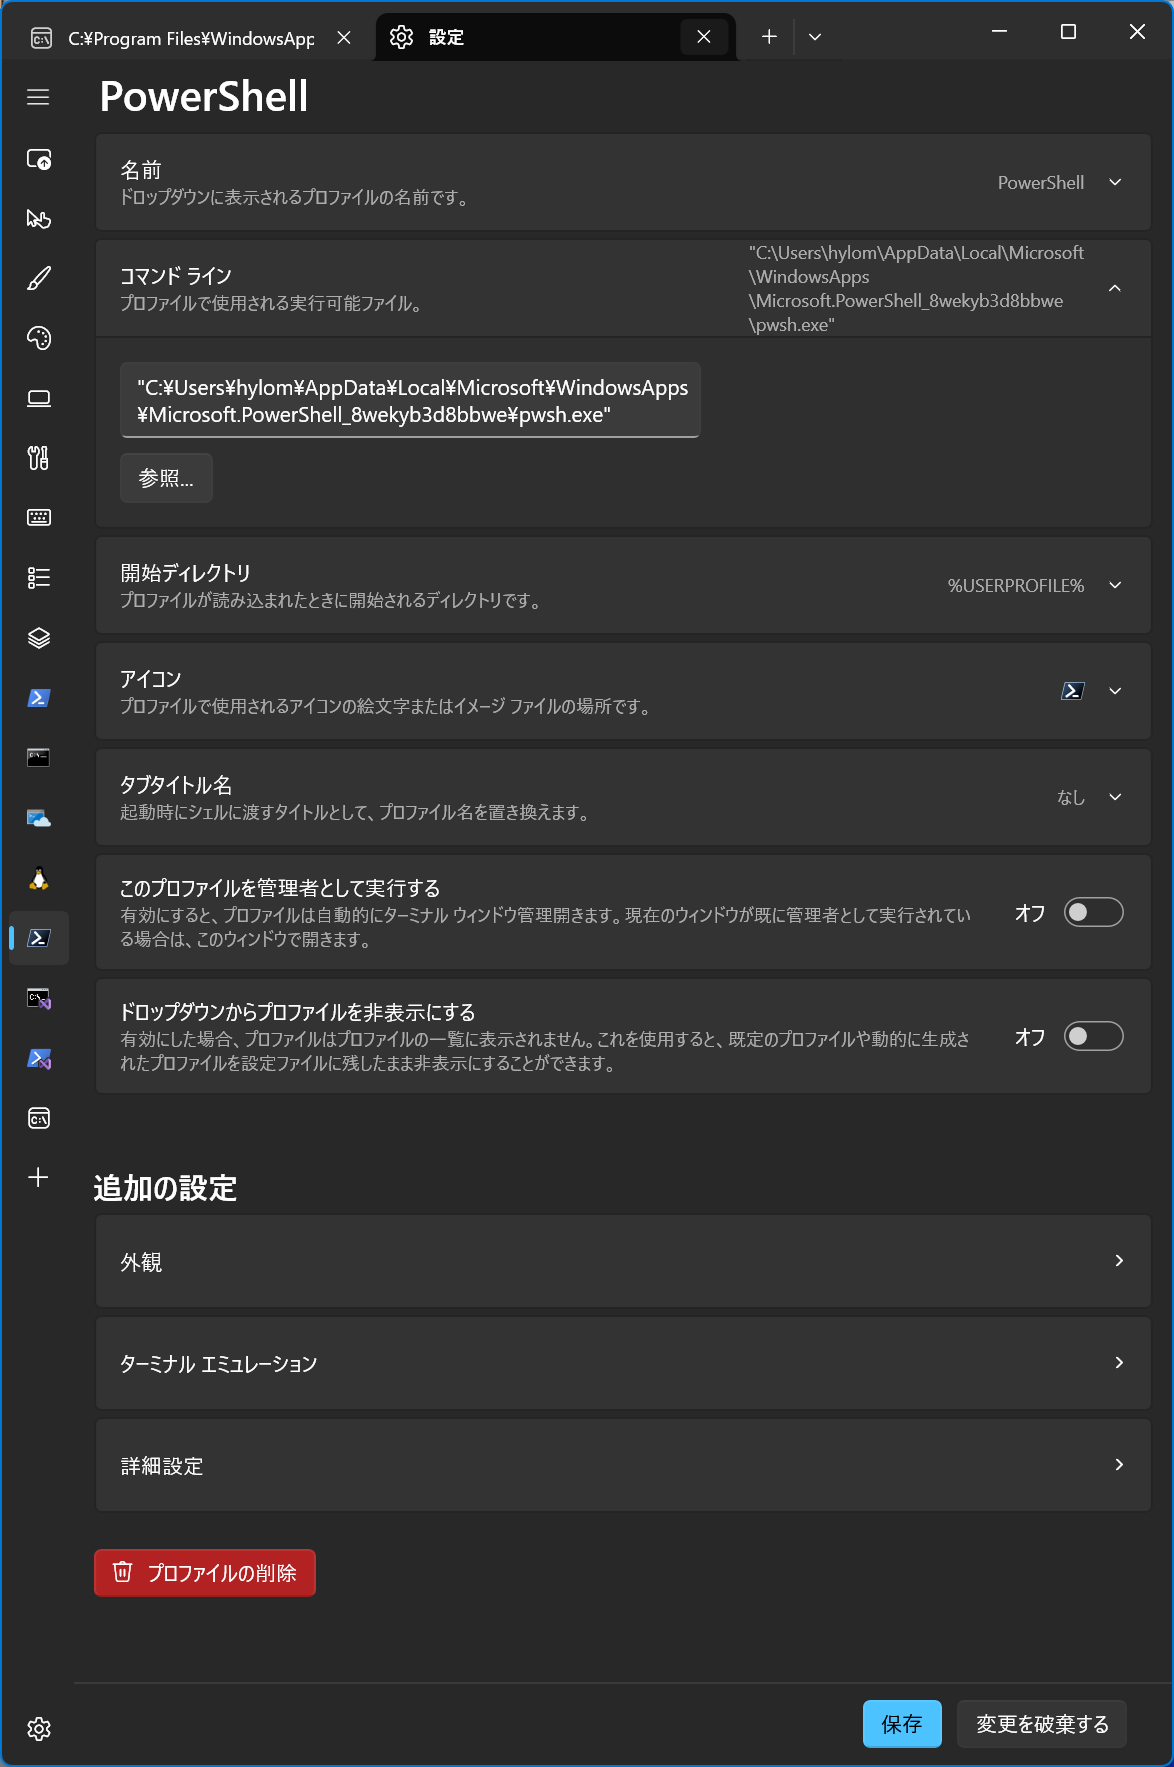 C:¥Program Files¥WindowsApp
設定
PowerShell
名前
ドロップダウンに表示されるプロファイルの名前です。
PowerShell
コマンド ライン
プロファイルで使用される実行可能ファイル。
"C:\Users\hylom\AppData\Local\Microsoft
\WindowsApps
\Microsoft.PowerShell_8wekyb3d8bbwe
\pwsh.exe"
"C:¥Users¥hylom¥AppData¥Local¥Microsoft¥WindowsApps
¥Microsoft.PowerShell_8wekyb3d8bbwe¥pwsh.exe"
参照...
開始ディレクトリ
プロファイルが読み込まれたときに開始されるディレクトリです。
%USERPROFILE%
アイコン
プロファイルで使用されるアイコンの絵文字またはイメージ ファイルの場所です。
タブタイトル名
起動時にシェルに渡すタイトルとして、プロファイル名を置き換えます。
なし
このプロファイルを管理者として実行する
有効にすると、プロファイルは自動的にターミナル ウィンドウ管理開きます。現在のウィンドウが既に管理者として実行されてい
る場合は、このウィンドウで開きます。
オフ
ドロップダウンからプロファイルを非表示にする
有効にした場合、プロファイルはプロファイルの一覧に表示されません。これを使用すると、既定のプロファイルや動的に生成さ
れたプロファイルを設定ファイルに残したまま非表示にすることができます。
オフ
追加の設定
外観
ターミナル エミュレーション
詳細設定
プロファイルの削除
保存
変更を破棄する